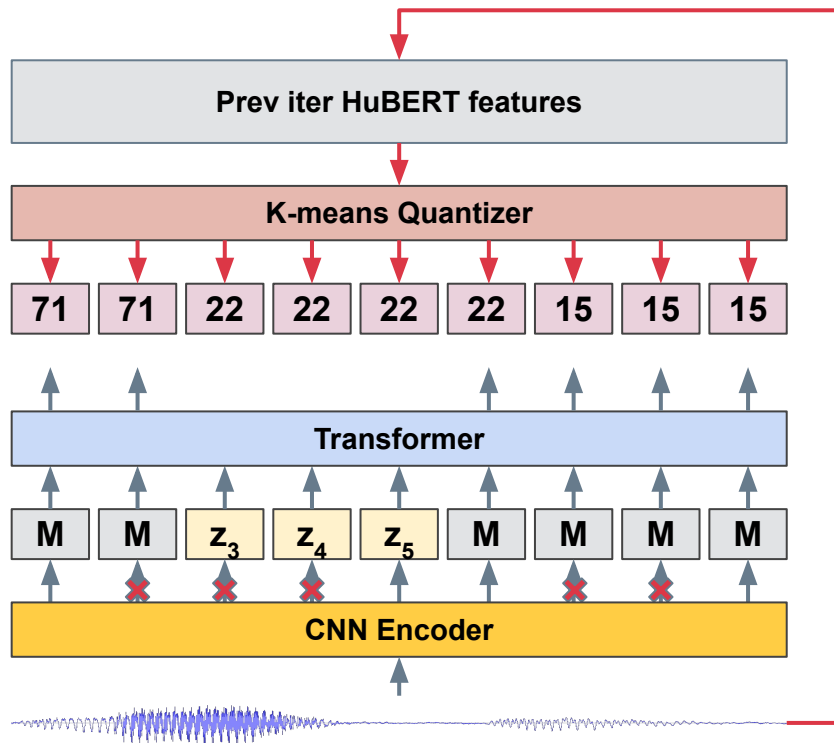 Prev iter HuBERT features
K-means Quantizer
71 71 22 22 22 22 15 15 15
Transformer
M M z₃ z₄ z₅ M M M M
CNN Encoder